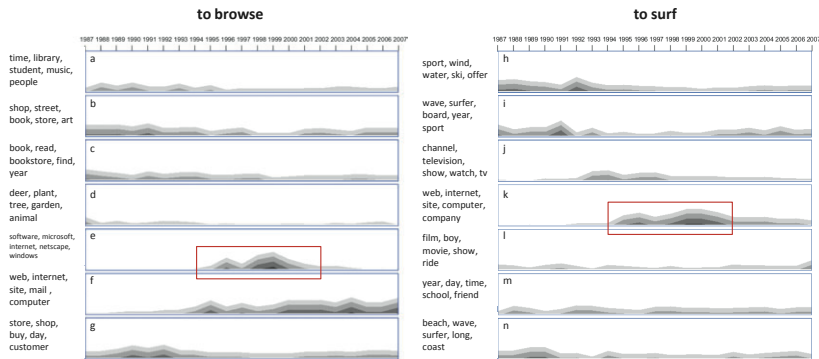 to browse
1987 1988 1989 1990 1991 1992 1993 1994 1995 1996 1997 1998 1999 2000 2001 2002 2003 2004 2005 2006 2007
time, library,
student, music,
people
a
shop, street,
book, store, art
b
book, read,
bookstore, find,
year
c
deer, plant,
tree, garden,
animal
d
software, microsoft,
internet, netscape,
windows
e
web, internet,
site, mail ,
computer
f
store, shop,
buy, day,
customer
g
to surf
1987 1988 1989 1990 1991 1992 1993 1994 1995 1996 1997 1998 1999 2000 2001 2002 2003 2004 2005 2006 2007
sport, wind,
water, ski, offer
h
wave, surfer,
board, year,
sport
i
channel,
television,
show, watch, tv
j
web, internet,
site, computer,
company
k
film, boy,
movie, show,
ride
l
year, day, time,
school, friend
m
beach, wave,
surfer, long,
coast
n